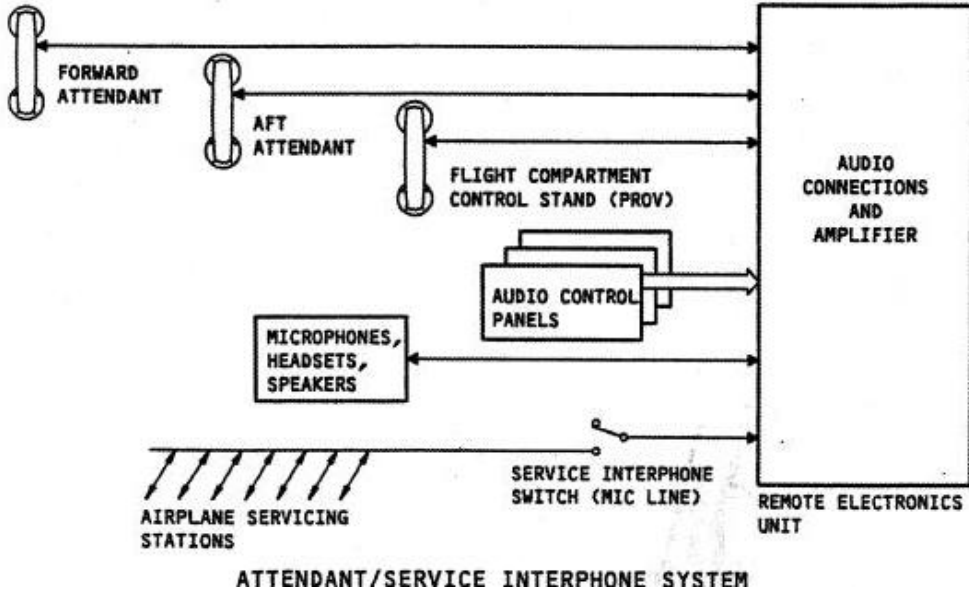 FORWARD
ATTENDANT
AFT
ATTENDANT
FLIGHT COMPARTMENT
CONTROL STAND (PROV)
AUDIO
CONNECTIONS
AND
AMPLIFIER
AUDIO CONTROL
PANELS
MICROPHONES,
HEADSETS,
SPEAKERS
SERVICE INTERPHONE
SWITCH (MIC LINE)
REMOTE ELECTRONICS
UNIT
AIRPLANE SERVICING
STATIONS
ATTENDANT/SERVICE INTERPHONE SYSTEM